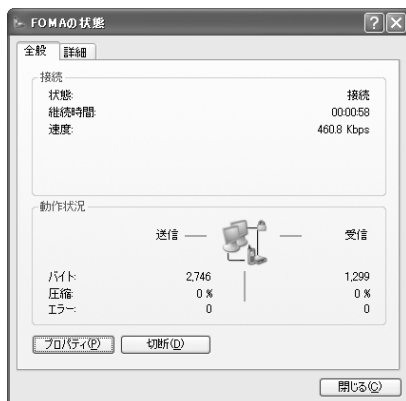 FOMAの状態
全般 詳細
接続
状態: 接続
継続時間: 00:00:58
速度: 460.8 Kbps
動作状況
送信 受信
バイト: 2,746 1,299
圧縮: 0 % 0 %
エラー: 0 0
プロパティ(P) 切断(D)
閉じる(C)